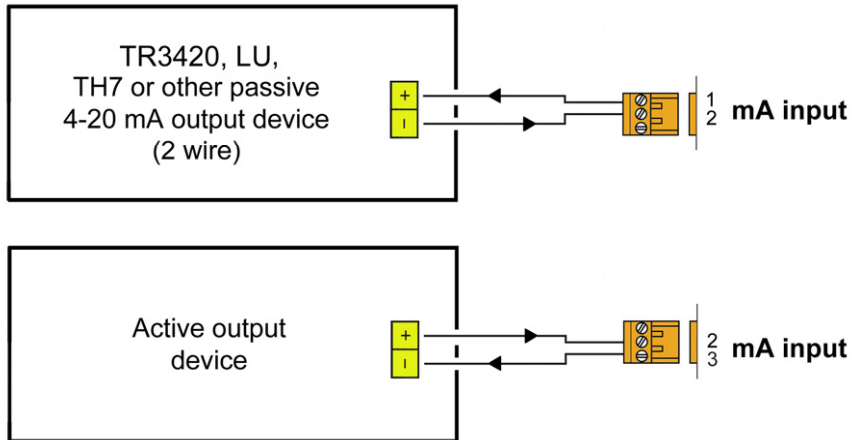 TR3420, LU,
TH7 or other passive
4-20 mA output device
(2 wire)
+
-
1
2
mA input
Active output
device
+
-
2
3
mA input